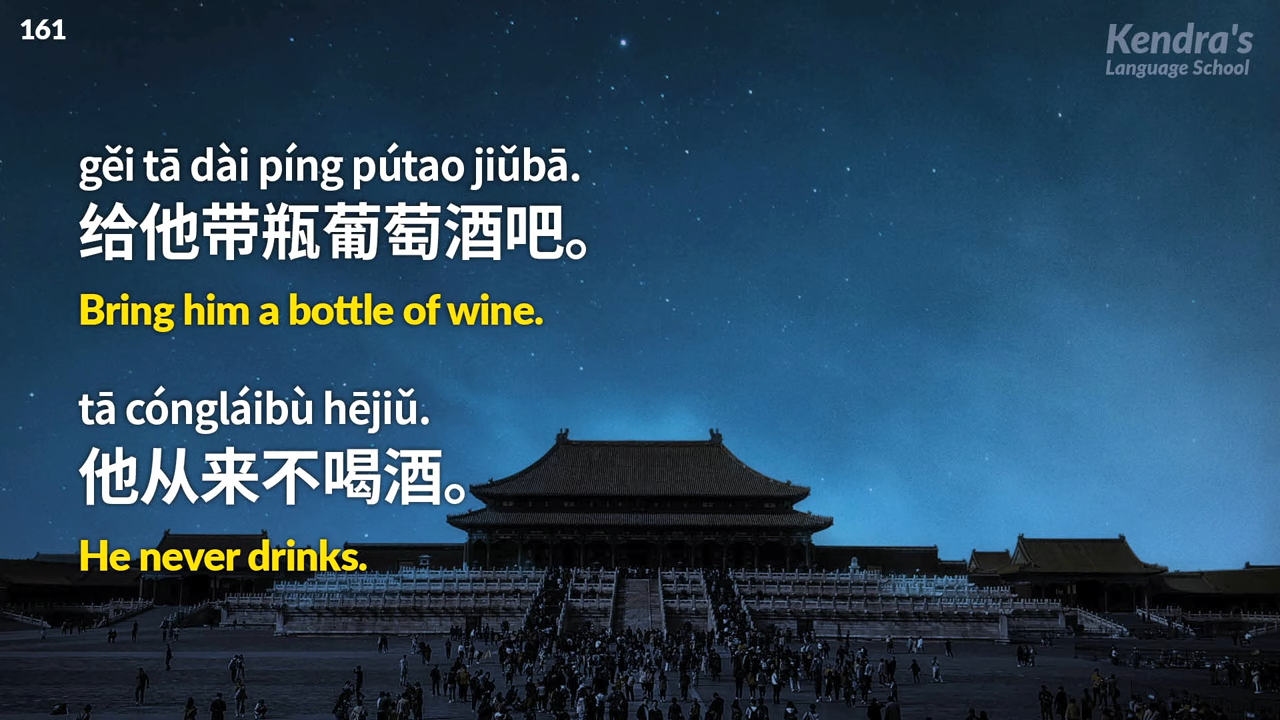 161
Kendra's
Language School
gěi tā dài píng pútao jiǔbā.
给他带瓶葡萄酒吧。
Bring him a bottle of wine.
tā cóngláibù hējiǔ.
他从来不喝酒。
He never drinks.